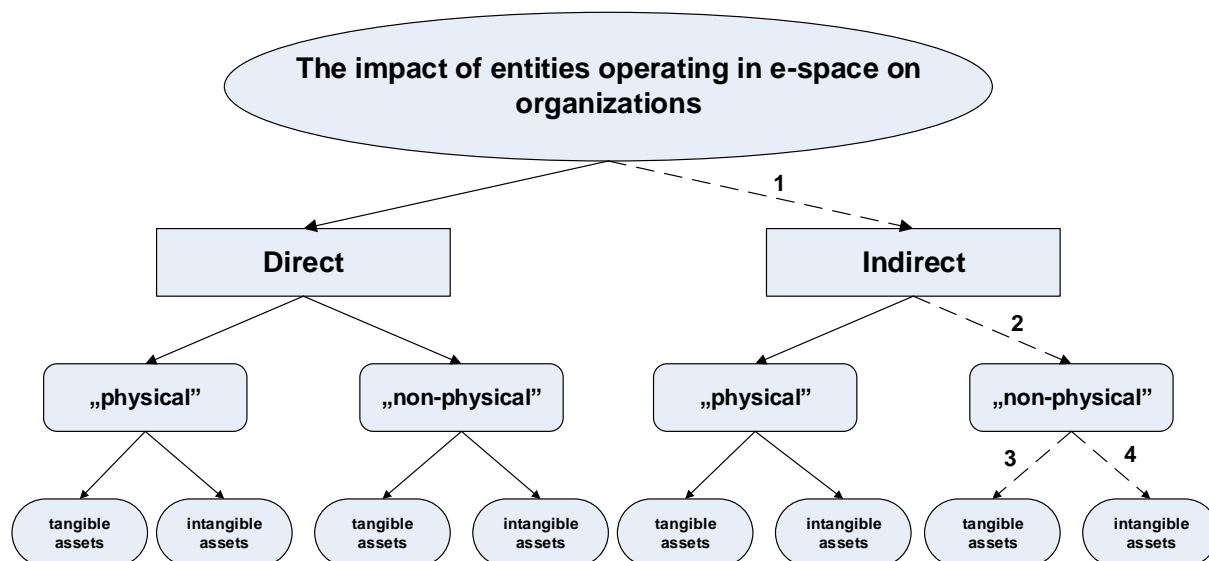 The impact of entities operating in e-space on
organizations
1
Direct
Indirect
2
„physical”
„non-physical”
„physical”
„non-physical”
3
4
tangible
assets
intangible
assets
tangible
assets
intangible
assets
tangible
assets
intangible
assets
tangible
assets
intangible
assets